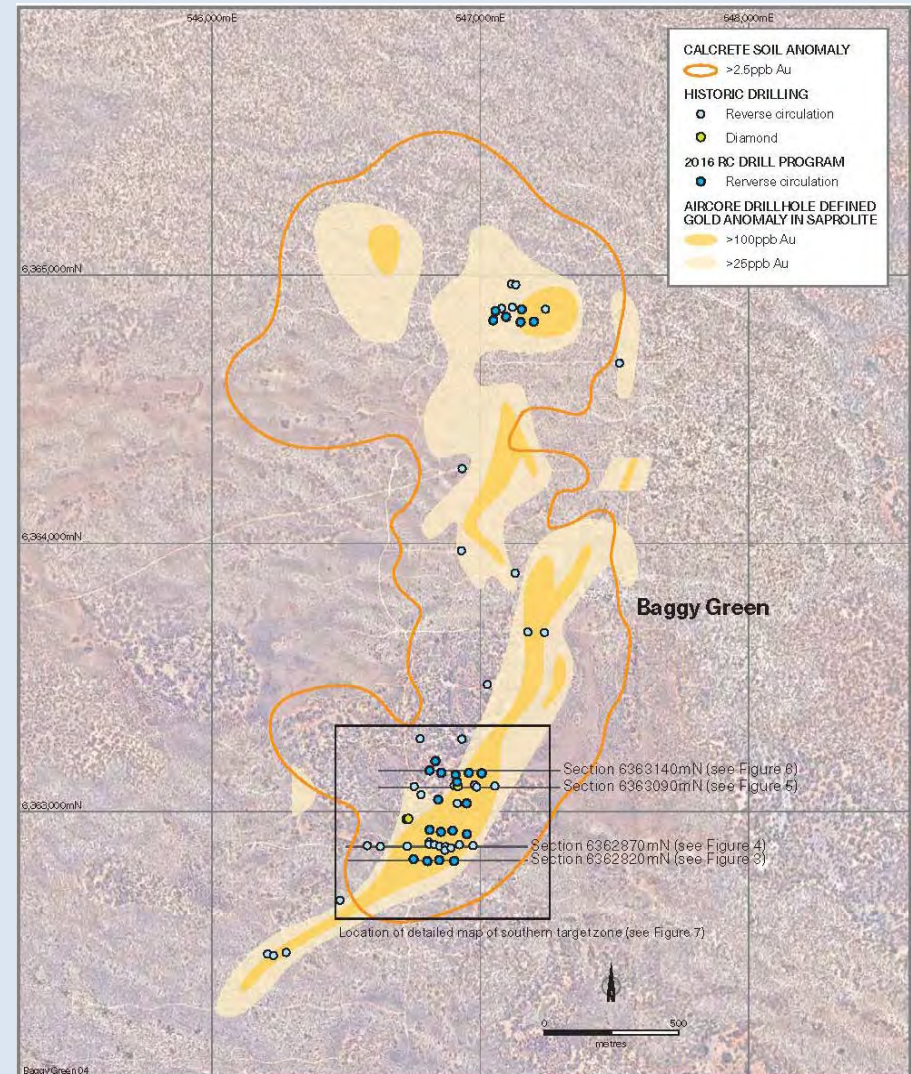 546,000mE
647,000mE
648,000mE
CALCRETE SOIL ANOMALY
>2.5ppb Au
HISTORIC DRILLING
Reverse circulation
Diamond
2016 RC DRILL PROGRAM
Rerverse circulation
AIRCORE DRILLHOLE DEFINED
GOLD ANOMALY IN SAPROLITE
>100ppb Au
>25ppb Au
6,365,000mN
6,364,000mN
Baggy Green
Section 6363140mN (see Figure 6)
Section 6363090mN (see Figure 5)
6,363,000mN
Section 6362870mN (see Figure 4)
Section 6362820mN (see Figure 3)
Location of detailed map of southern target zone (see Figure 7)
0 500
metres
Baggy Green 04